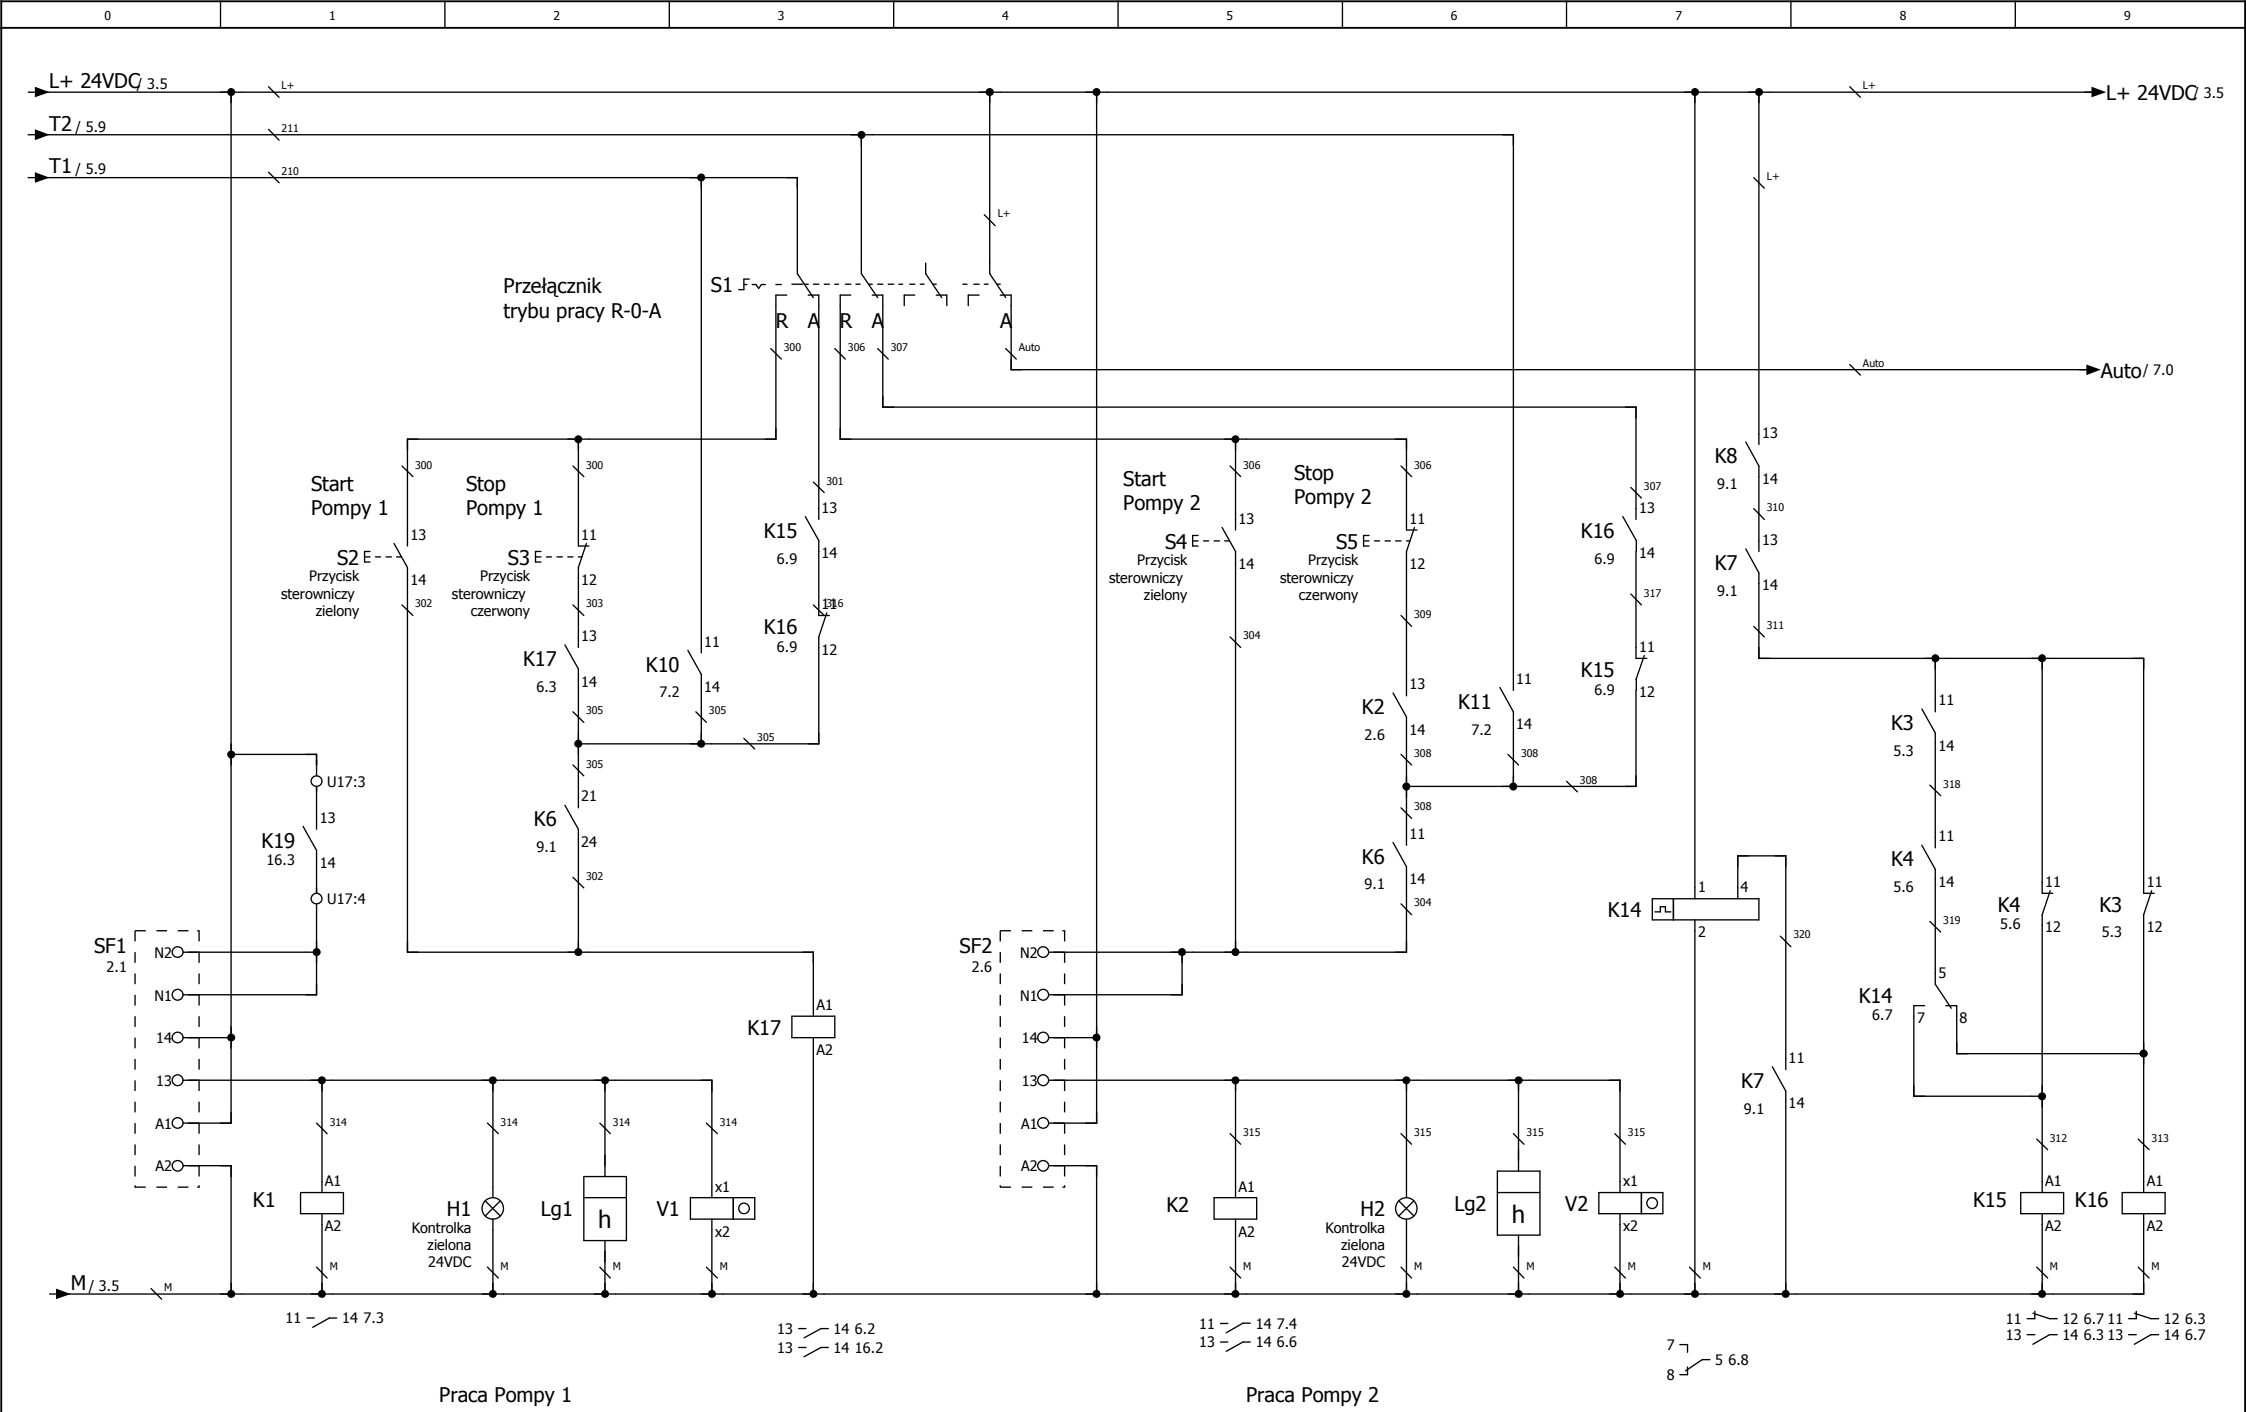 0 1 2 3 4 5 6 7 8 9
L+ 24VDC/ 3.5
L+
L+
L+ 24VDC/ 3.5
T2/ 5.9
211
T1/ 5.9
210
L+
L+
Przełącznik
trybu pracy R-0-A
S1
R A R A A
300
306
307
Auto
Auto
Auto/ 7.0
Start
Pompy 1
300
13
S2
Przycisk
sterowniczy
zielony
14
302
Stop
Pompy 1
300
11
S3
Przycisk
sterowniczy
czerwony
12
303
13
K17
6.3
14
305
305
21
K6
9.1
24
302
11
K10
7.2
14
305
305
301
13
K15
6.9
14
316
11
K16
6.9
12
Start
Pompy 2
306
13
S4
Przycisk
sterowniczy
zielony
14
304
Stop
Pompy 2
306
11
S5
Przycisk
sterowniczy
czerwony
12
309
13
K2
2.6
14
308
308
11
K6
9.1
14
304
11
K11
7.2
14
308
308
307
13
K16
6.9
14
317
11
K15
6.9
12
13
K8
9.1
14
310
13
K7
9.1
14
311
11
K3
5.3
14
318
11
K4
5.6
14
319
5
K14
6.7
7
8
11
K4
5.6
12
11
K3
5.3
12
U17:3
13
K19
16.3
14
U17:4
SF1
2.1
N2
N1
14
13
A1
A2
A1
K17
A2
SF2
2.6
N2
N1
14
13
A1
A2
1
4
K14
2
320
11
K7
9.1
14
314
A1
K1
A2
M
314
H1
Kontrolka
zielona
24VDC
M
314
Lg1
h
M
314
x1
V1
x2
M
315
A1
K2
A2
M
315
H2
Kontrolka
zielona
24VDC
M
315
Lg2
h
M
315
x1
V2
x2
M
M
312
A1
K15
A2
M
313
A1
K16
A2
M
M/ 3.5
M
11 14 7.3
13 14 6.2
13 14 16.2
11 14 7.4
13 14 6.6
7
8
5 6.8
11 12 6.7
13 14 6.3
11 12 6.3
13 14 6.7
Praca Pompy 1
Praca Pompy 2